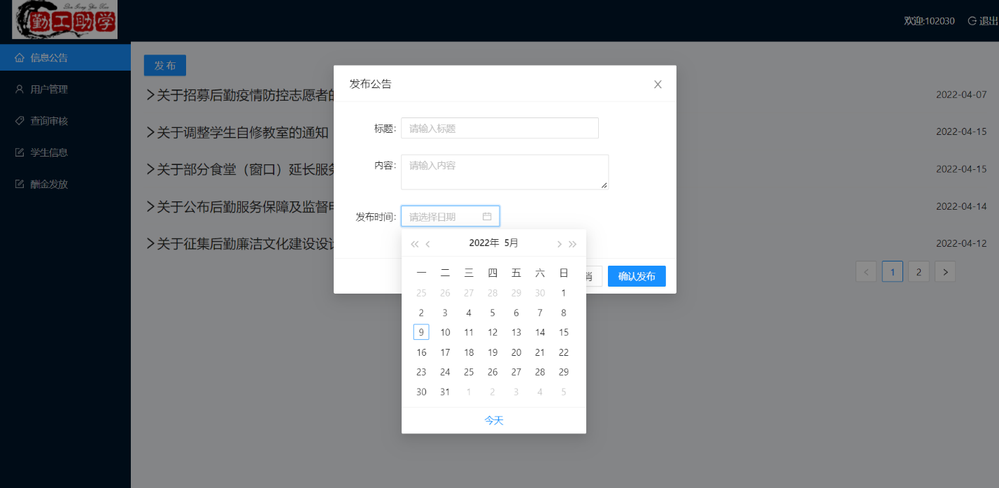 Qin Gong Zhu Xue
勤工助学
欢迎:102030 退出
信息公告
用户管理
查询审核
学生信息
酬金发放
发 布
关于招募后勤疫情防控志愿者的 2022-04-07
关于调整学生自修教室的通知 2022-04-15
关于部分食堂（窗口）延长服务 2022-04-15
关于公布后勤服务保障及监督电 2022-04-14
关于征集后勤廉洁文化建设设计 2022-04-12
< 1 2 >
发布公告
标题: 请输入标题
内容: 请输入内容
发布时间: 请选择日期
消 确认发布
2022年 5月
一 二 三 四 五 六 日
25 26 27 28 29 30 1
2 3 4 5 6 7 8
9 10 11 12 13 14 15
16 17 18 19 20 21 22
23 24 25 26 27 28 29
30 31 1 2 3 4 5
今天